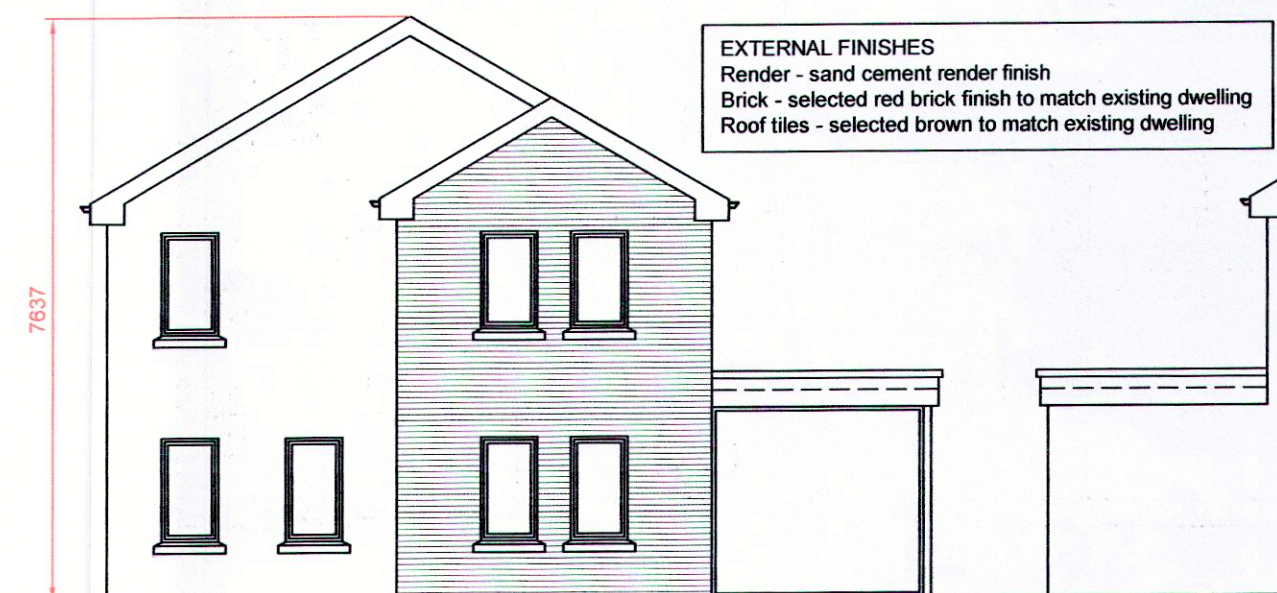 EXTERNAL FINISHES
Render - sand cement render finish
Brick - selected red brick finish to match existing dwelling
Roof tiles - selected brown to match existing dwelling
7637